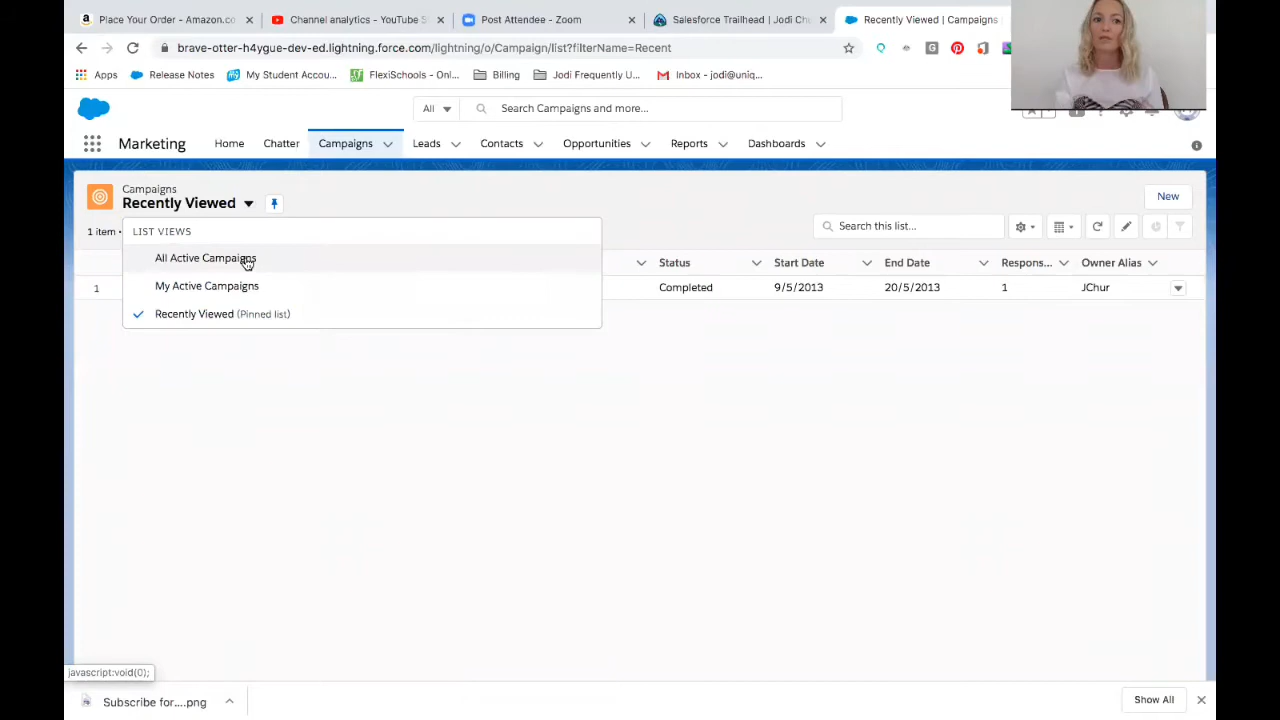 Place Your Order - Amazon.co
Channel analytics - YouTube S
Post Attendee - Zoom
Salesforce Trailhead | Jodi Ch
Recently Viewed | Campaigns
brave-otter-h4ygue-dev-ed.lightning.force.com/lightning/o/Campaign/list?filterName=Recent
Apps
Release Notes
My Student Accou...
FlexiSchools - Onl...
Billing
Jodi Frequently U...
Inbox - jodi@uniq...
All
Search Campaigns and more...
Marketing
Home
Chatter
Campaigns
Leads
Contacts
Opportunities
Reports
Dashboards
Campaigns
Recently Viewed
New
1 item •
Search this list...
LIST VIEWS
All Active Campaigns
My Active Campaigns
Recently Viewed (Pinned list)
Status
Start Date
End Date
Respons...
Owner Alias
1
Completed
9/5/2013
20/5/2013
1
JChur
javascript:void(0);
Subscribe for....png
Show All